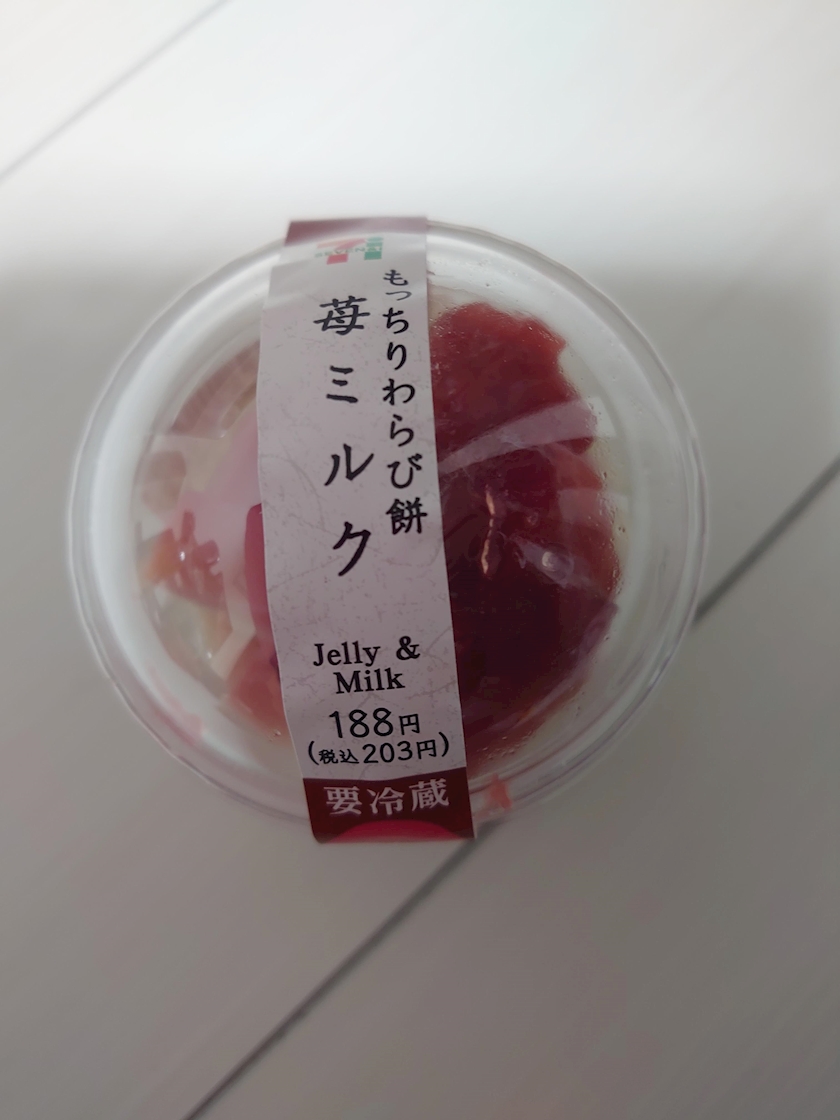 もっちりわらび餅
苺ミルク
Jelly &
Milk
188円
(税込203円)
要冷蔵